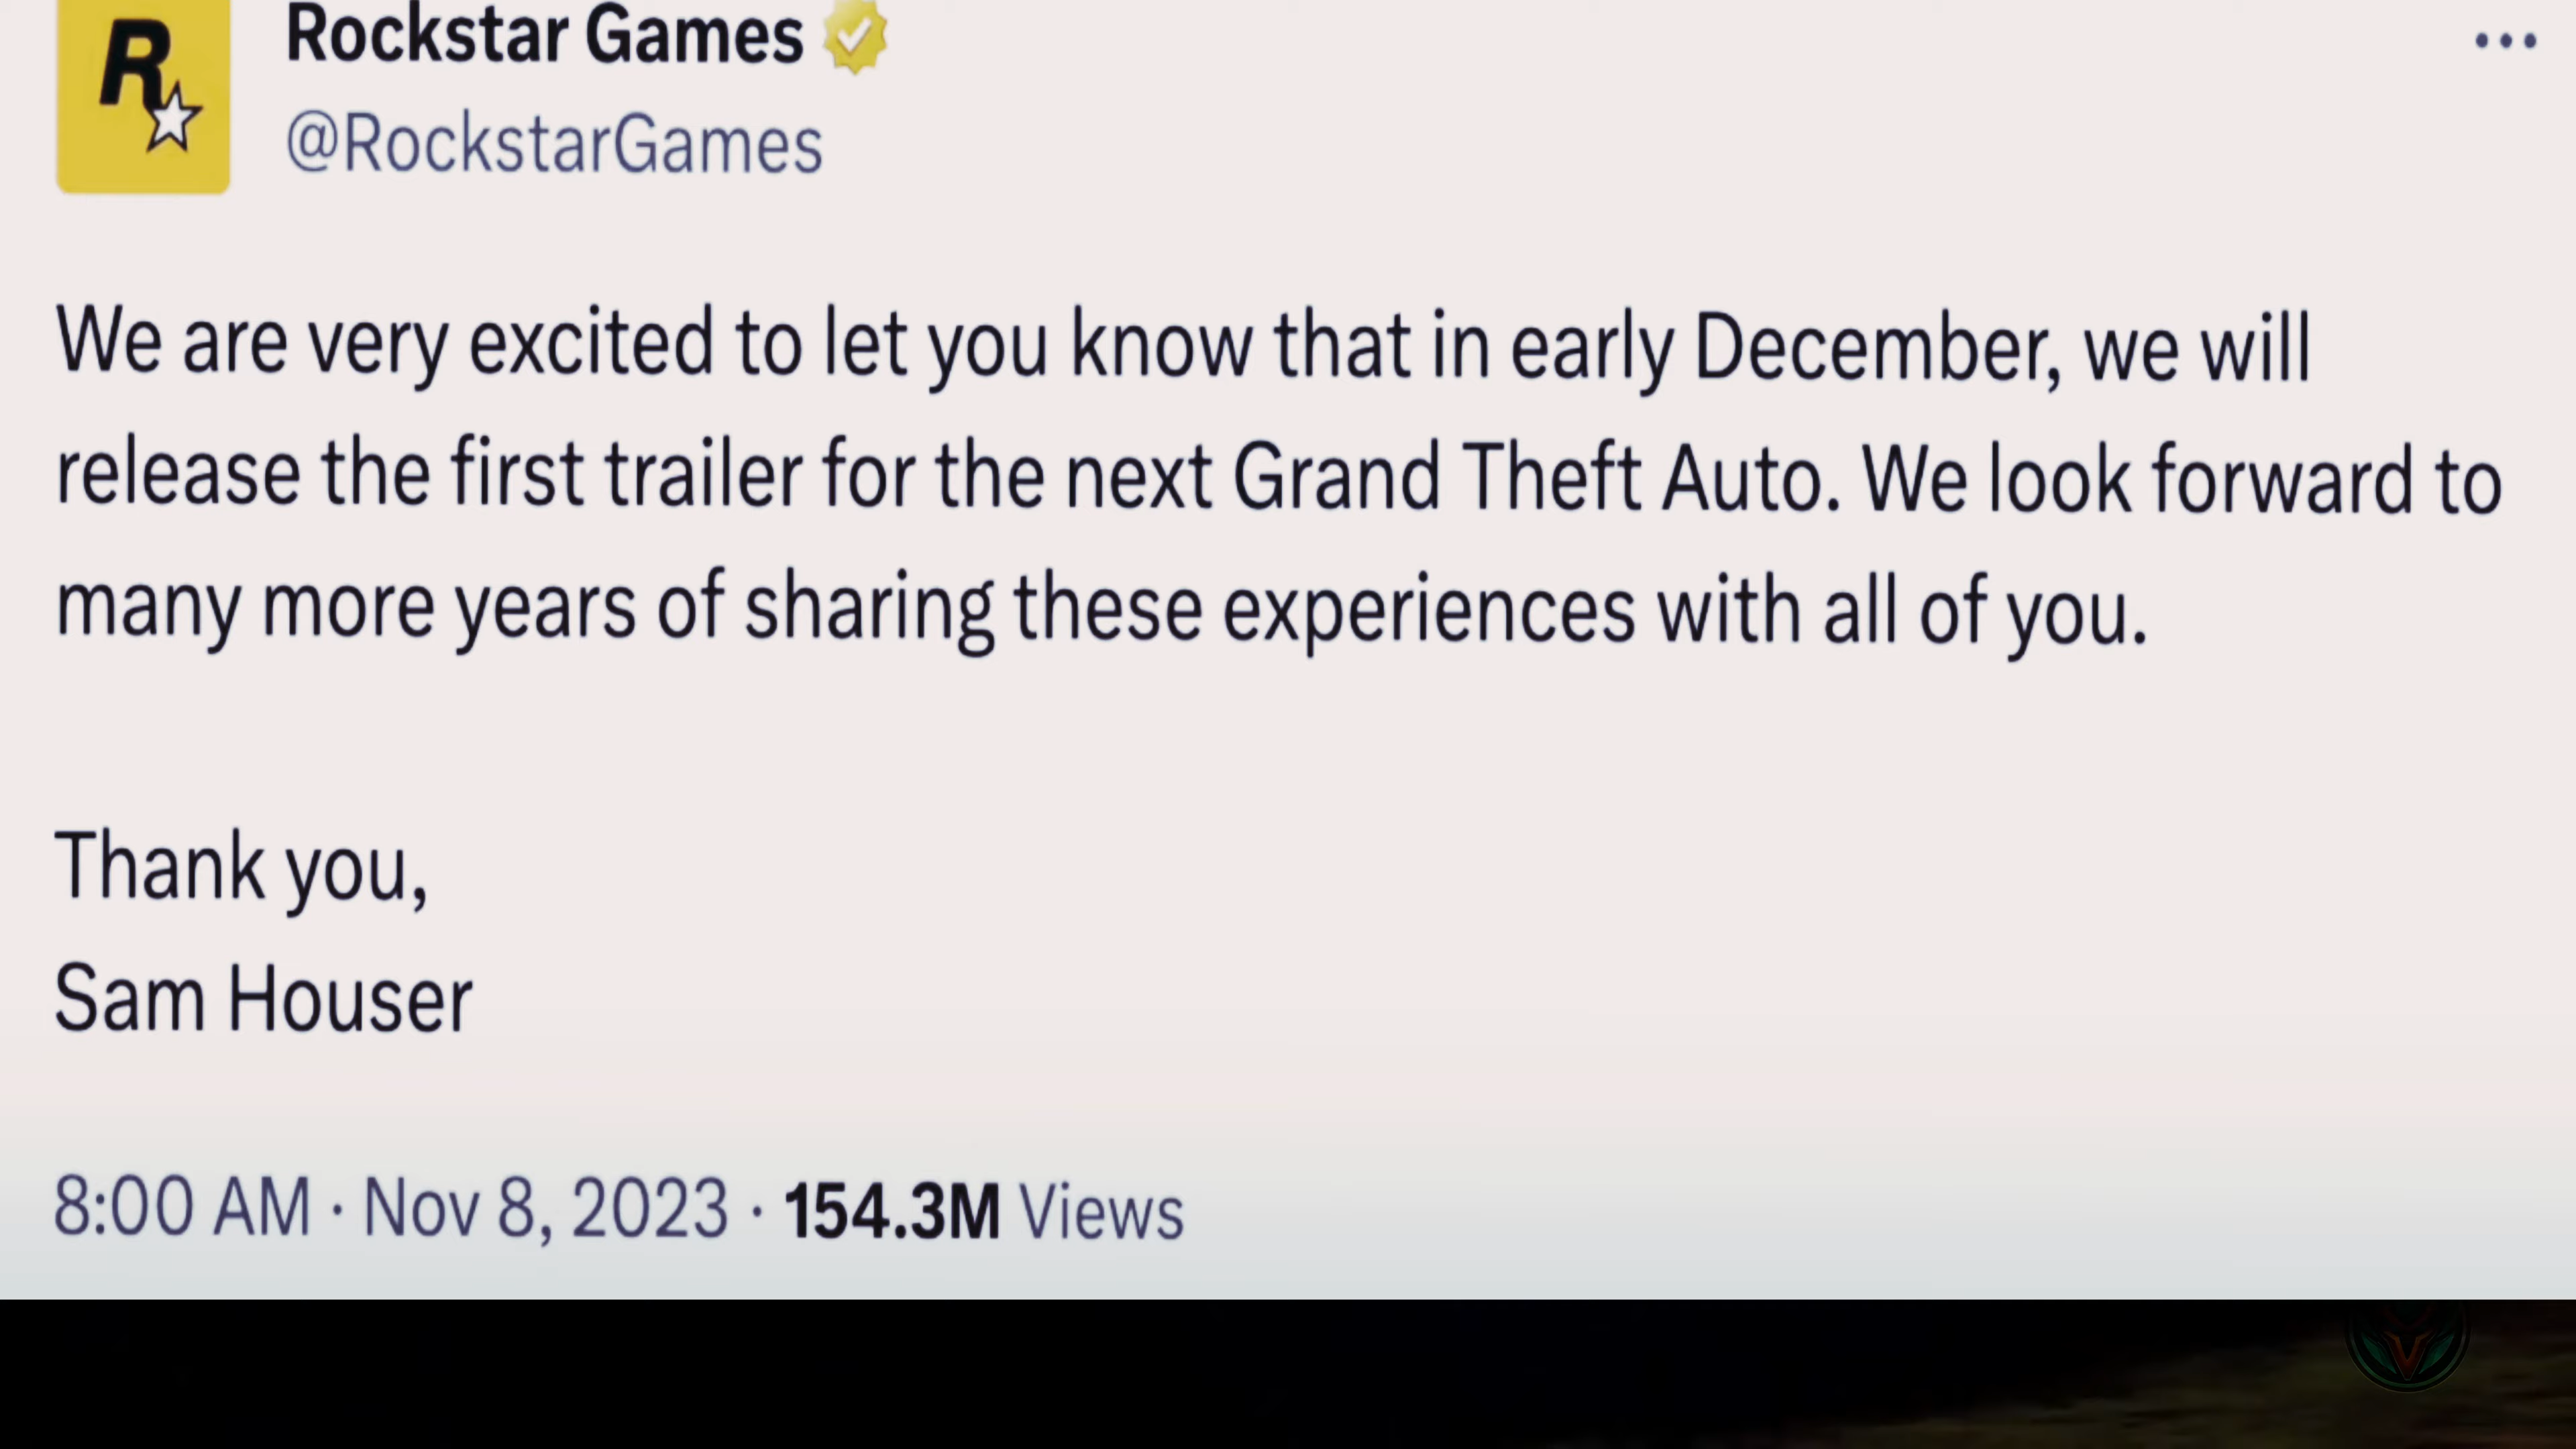 Rockstar Games
@RockstarGames
We are very excited to let you know that in early December, we will
release the first trailer for the next Grand Theft Auto. We look forward to
many more years of sharing these experiences with all of you.
Thank you,
Sam Houser
8:00 AM · Nov 8, 2023 · 154.3M Views